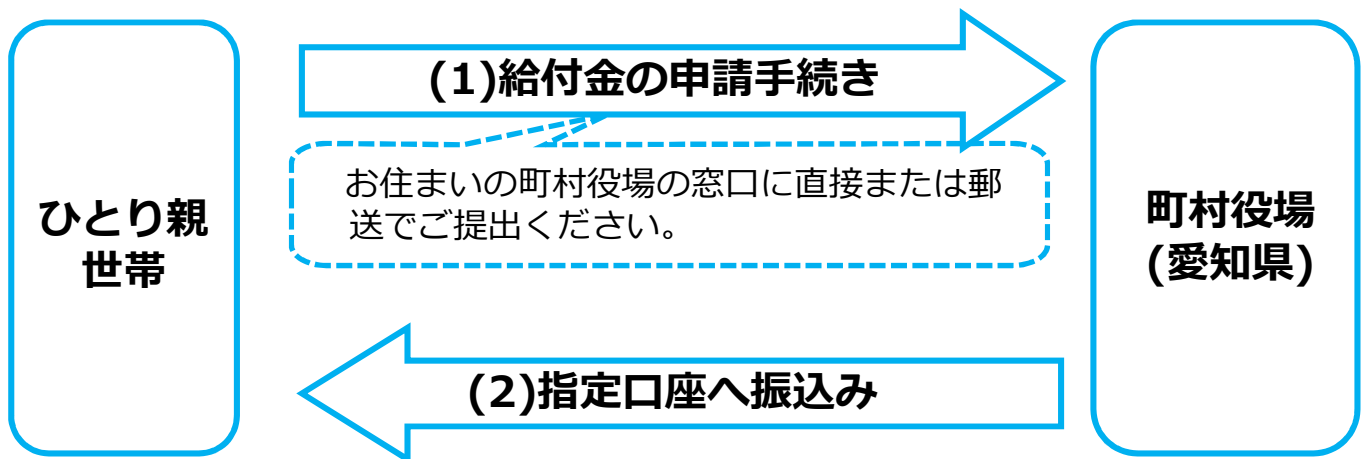 (1)給付金の申請手続き
お住まいの町村役場の窓口に直接または郵
送でご提出ください。
ひとり親
世帯
町村役場
(愛知県)
(2)指定口座へ振込み